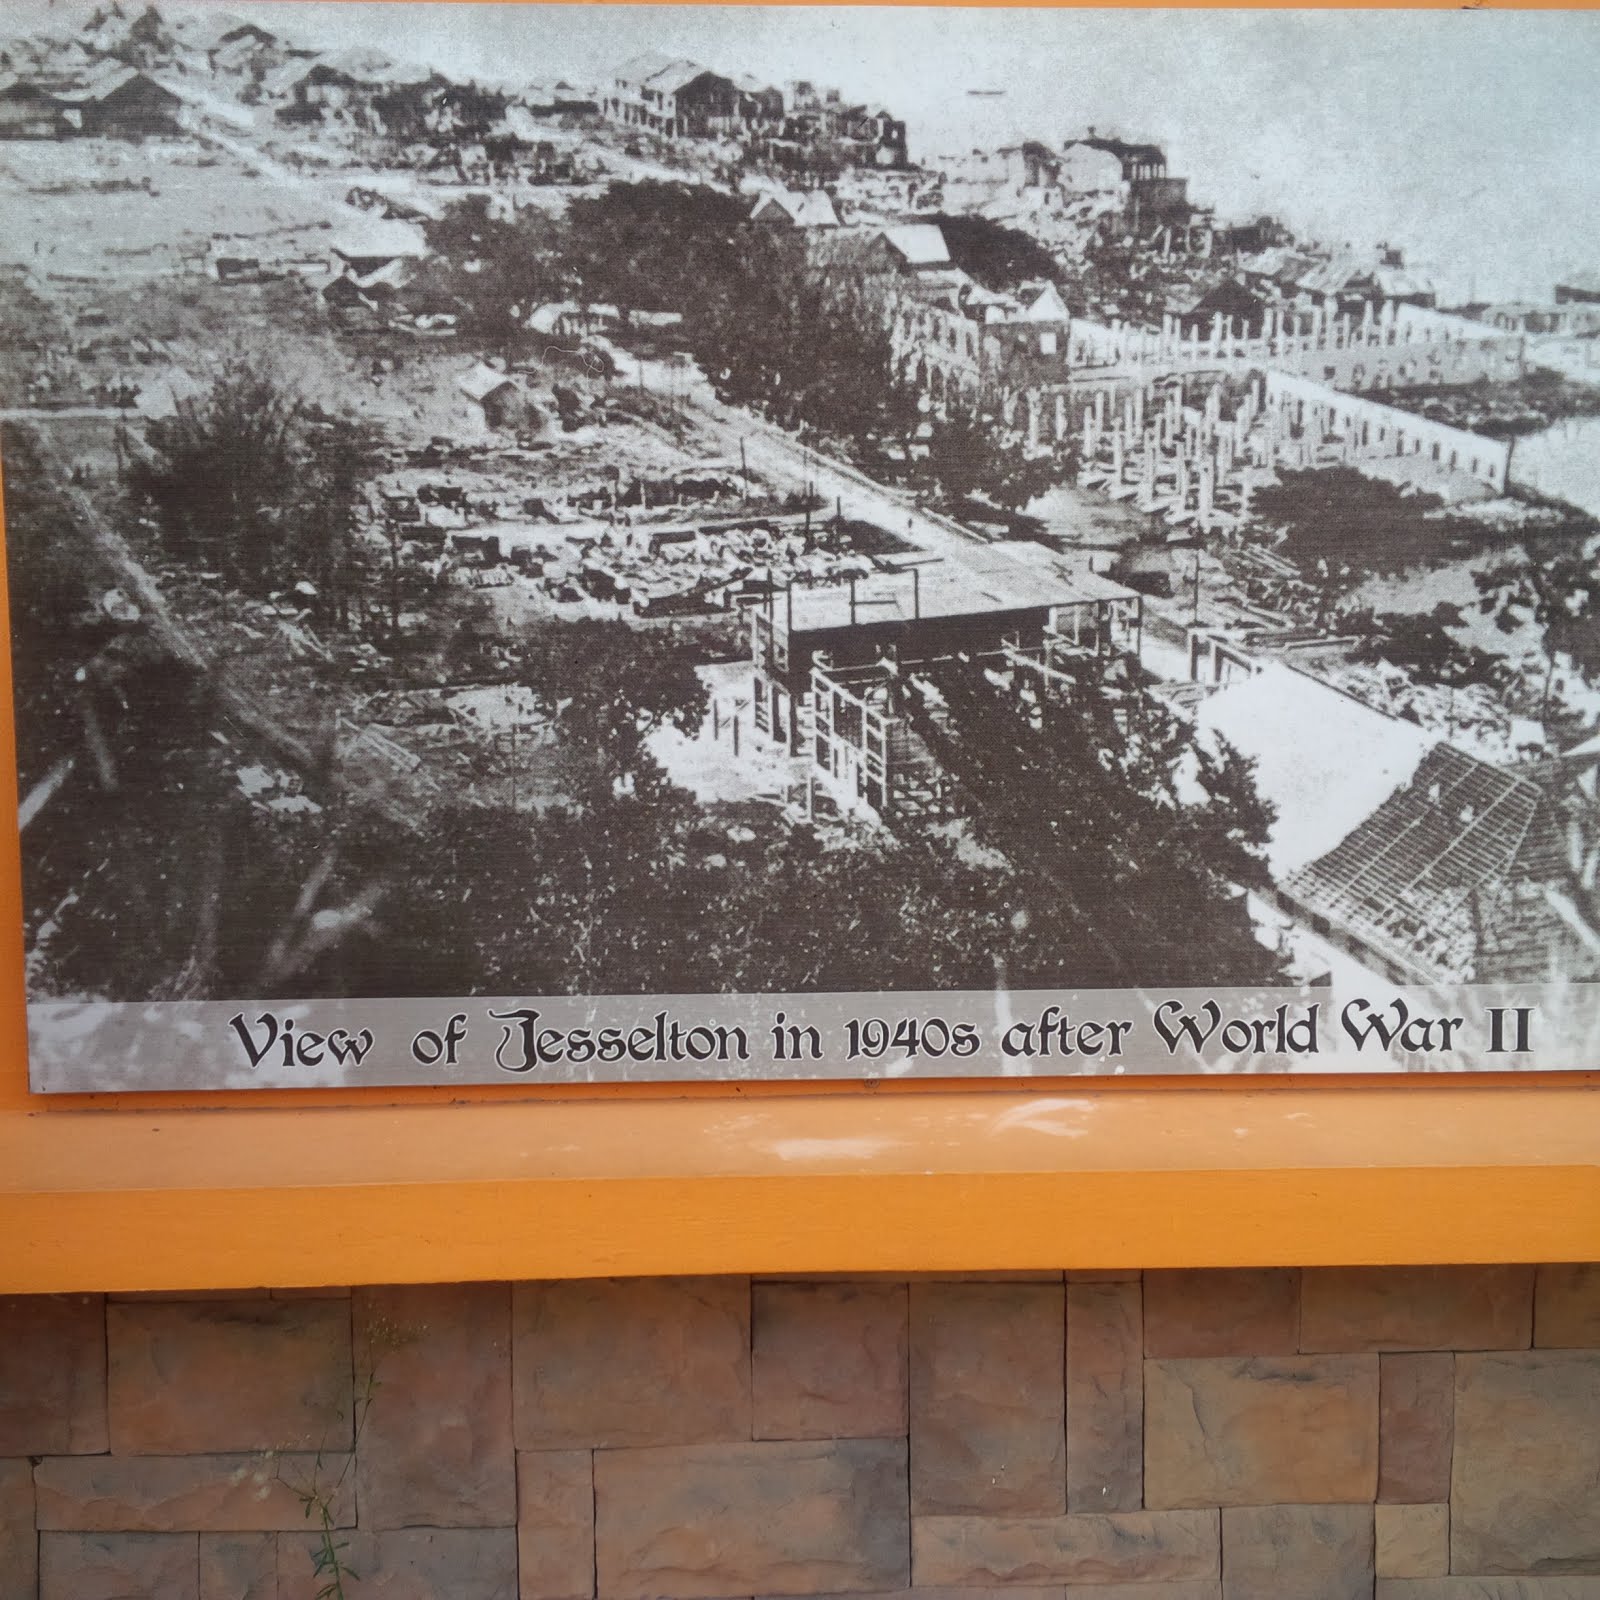 View of Jesselton in 1940s after World War II